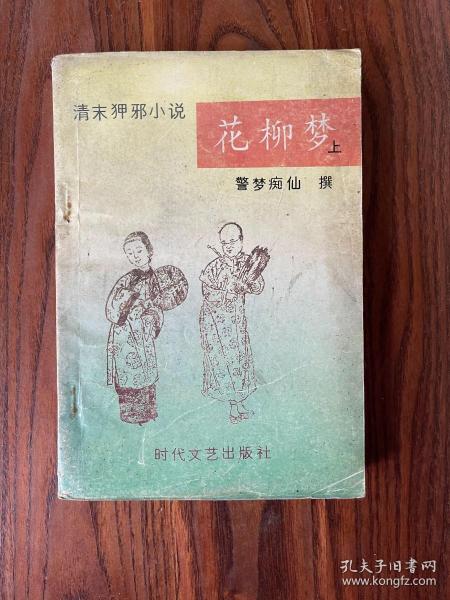 清末狎邪小说
花柳梦
上
警梦痴仙 撰
时代文艺出版社
孔夫子旧书网
www.kongfz.com